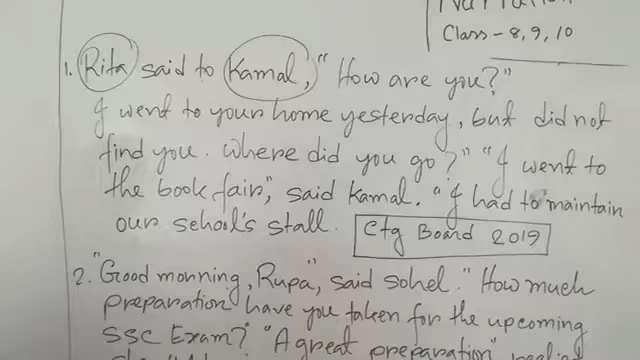 Narration
Class - 8, 9, 10
1. Rita said to Kamal, "How are you?"
I went to your home yesterday, but did not
find you. Where did you go?" "I went to
the book fair", said Kamal. "I had to maintain
our school's stall. Ctg Board 2019
2. "Good morning, Rupa", said Sohel. "How much
preparation have you taken for the upcoming
SSC Exam? "A great preparation"